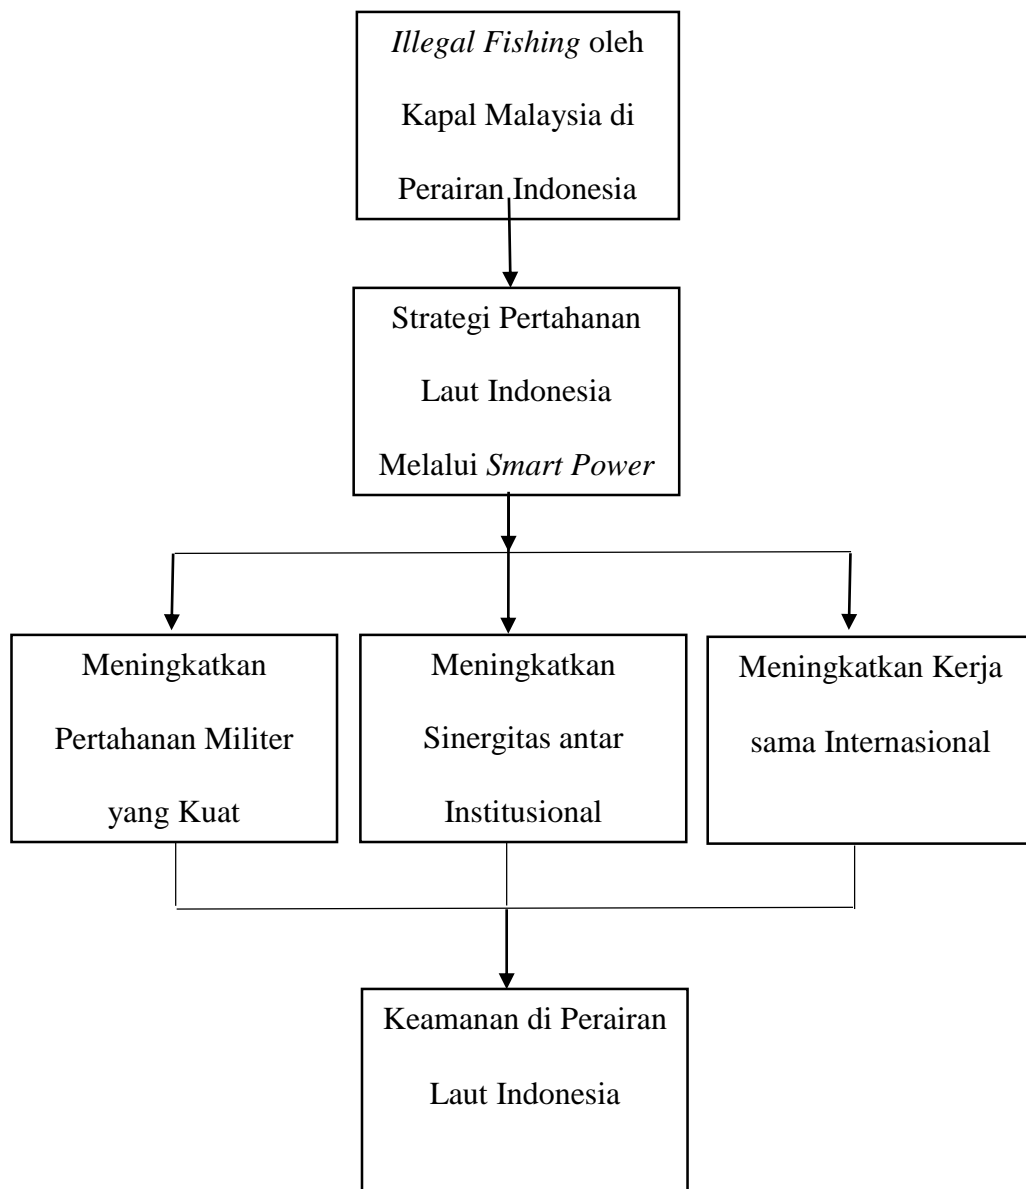 Illegal Fishing oleh
Kapal Malaysia di
Perairan Indonesia
Strategi Pertahanan
Laut Indonesia
Melalui Smart Power
Meningkatkan
Pertahanan Militer
yang Kuat
Meningkatkan
Sinergitas antar
Institusional
Meningkatkan Kerja
sama Internasional
Keamanan di Perairan
Laut Indonesia